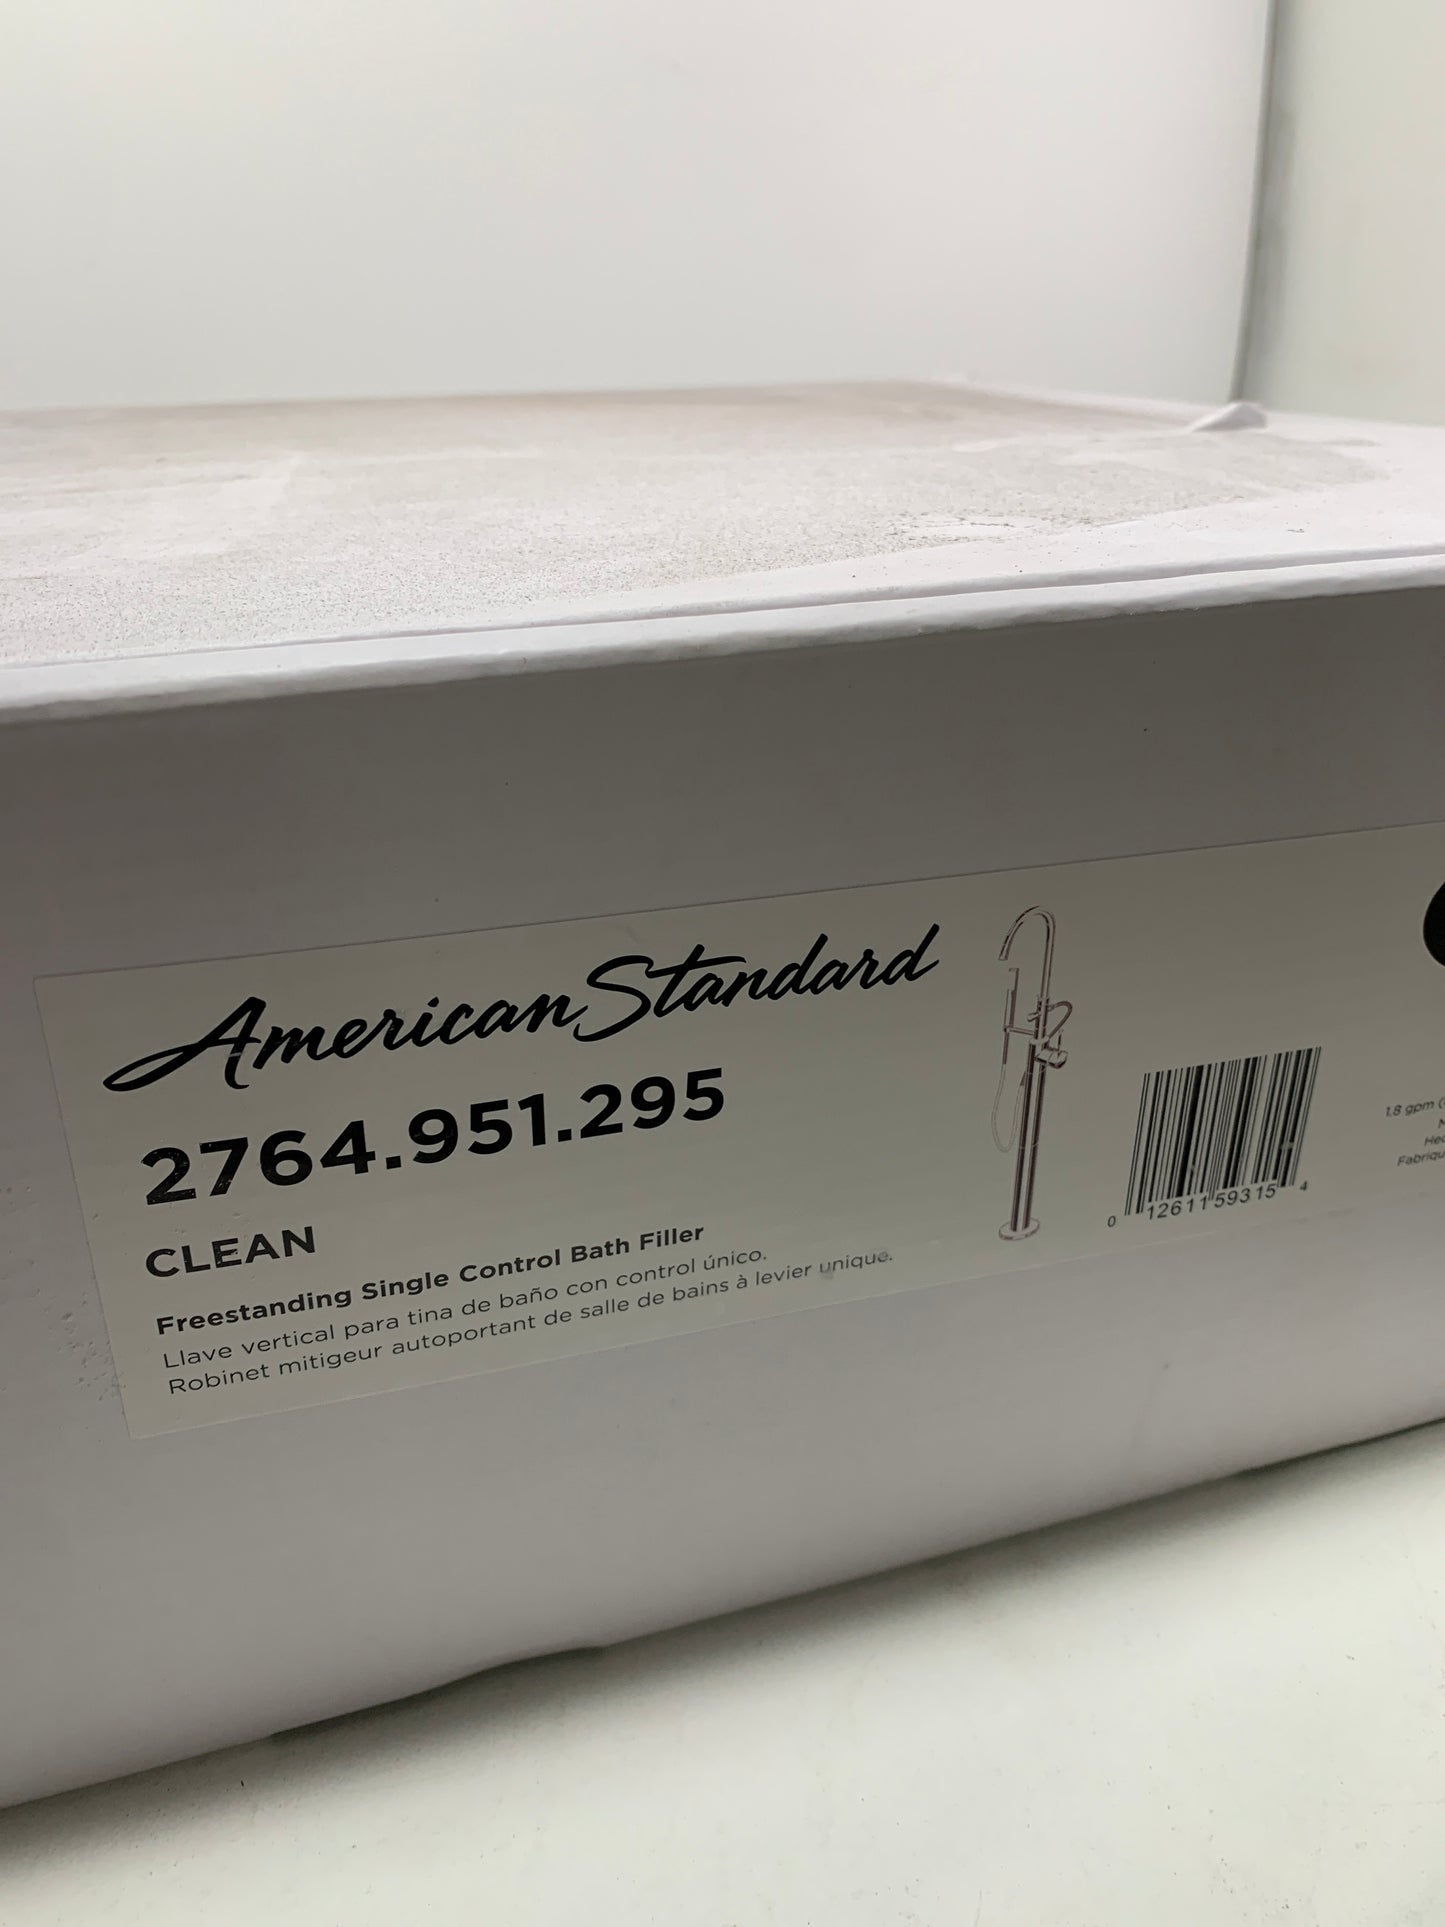 American Standard
2764.951.295
CLEAN
Freestanding Single Control Bath Filler
Llave vertical para tina de baño con control único.
Robinet mitigeur autoportant de salle de bains à levier unique.
0 12611 59315 4
1.8 gpm